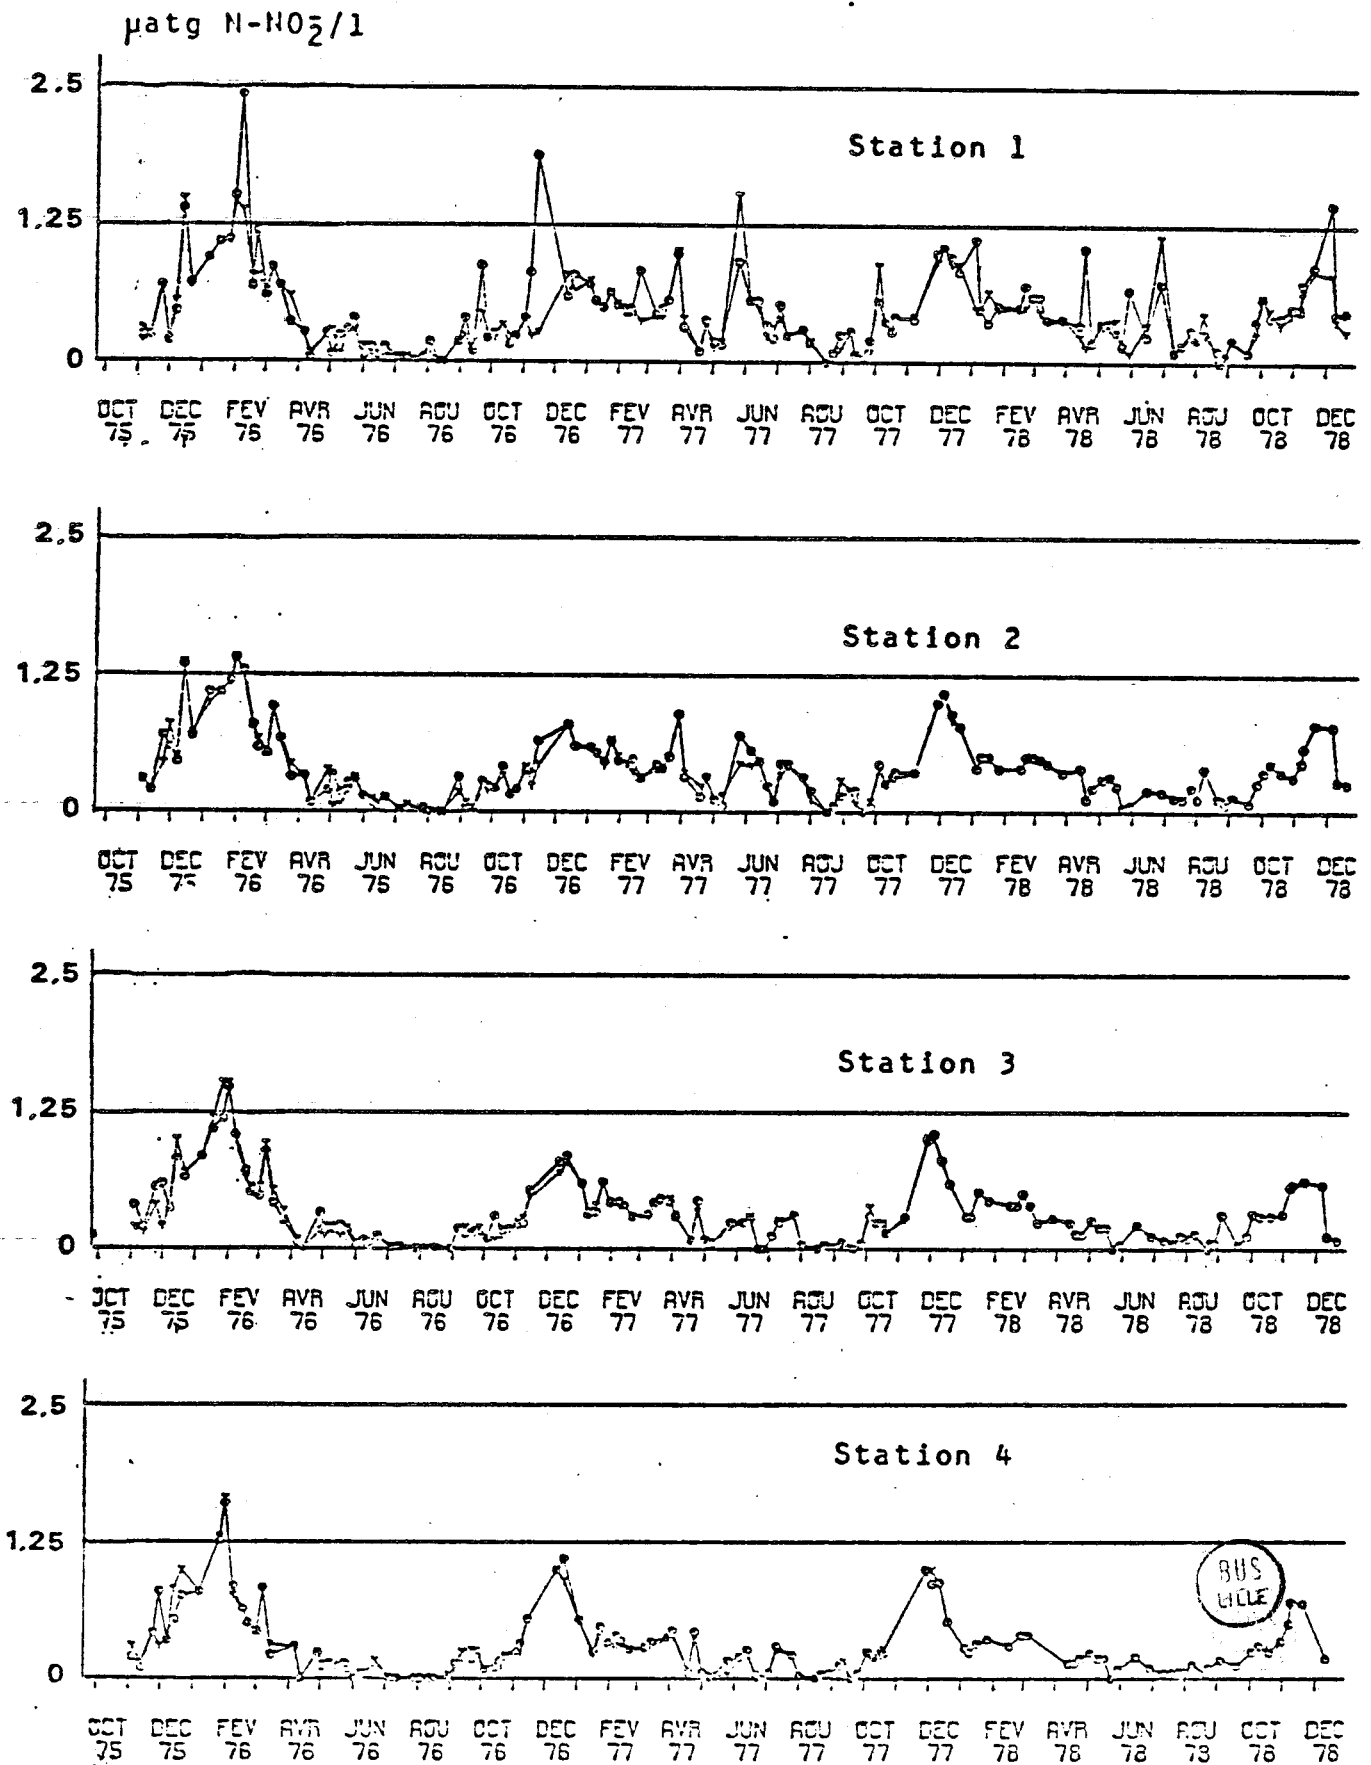 µatg N-NO₂⁻/l
2,5
Station 1
1,25
0
OCT DEC FEV AVR JUN AOU OCT DEC FEV AVR JUN AOU OCT DEC FEV AVR JUN AOU OCT DEC
75 75 76 76 76 76 76 76 77 77 77 77 77 77 78 78 78 78 78 78
2,5
Station 2
1,25
0
OCT DEC FEV AVR JUN AOU OCT DEC FEV AVR JUN AOU OCT DEC FEV AVR JUN AOU OCT DEC
75 75 76 76 76 76 76 76 77 77 77 77 77 77 78 78 78 78 78 78
2,5
Station 3
1,25
0
OCT DEC FEV AVR JUN AOU OCT DEC FEV AVR JUN AOU OCT DEC FEV AVR JUN AOU OCT DEC
75 75 76 76 76 76 76 76 77 77 77 77 77 77 78 78 78 78 78 78
2,5
Station 4
1,25
BUS
LILLE
0
OCT DEC FEV AVR JUN AOU OCT DEC FEV AVR JUN AOU OCT DEC FEV AVR JUN AOU OCT DEC
75 75 76 76 76 76 76 76 77 77 77 77 77 77 78 78 78 78 78 78